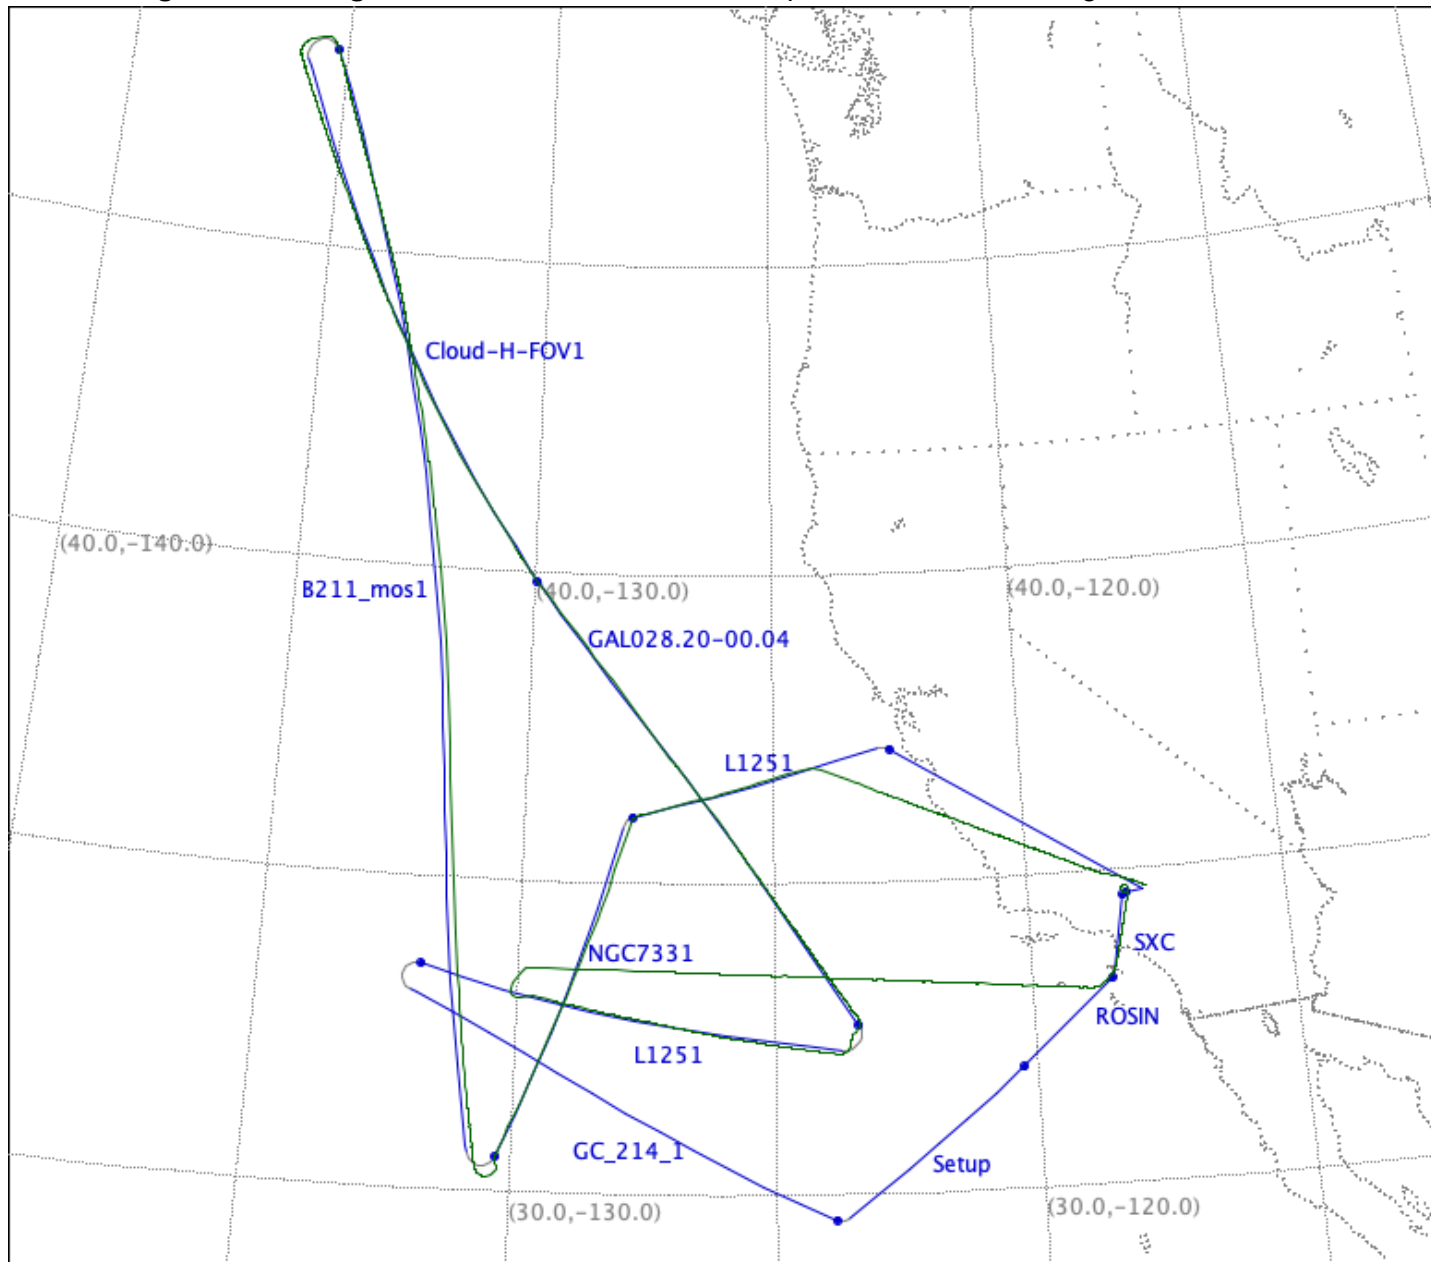 Cloud-H-FOV1
(40.0,-140.0)
B211_mos1
(40.0,-130.0)
(40.0,-120.0)
GAL028.20-00.04
L1251
NGC7331
SXC
ROSIN
L1251
GC_214_1
Setup
(30.0,-130.0)
(30.0,-120.0)